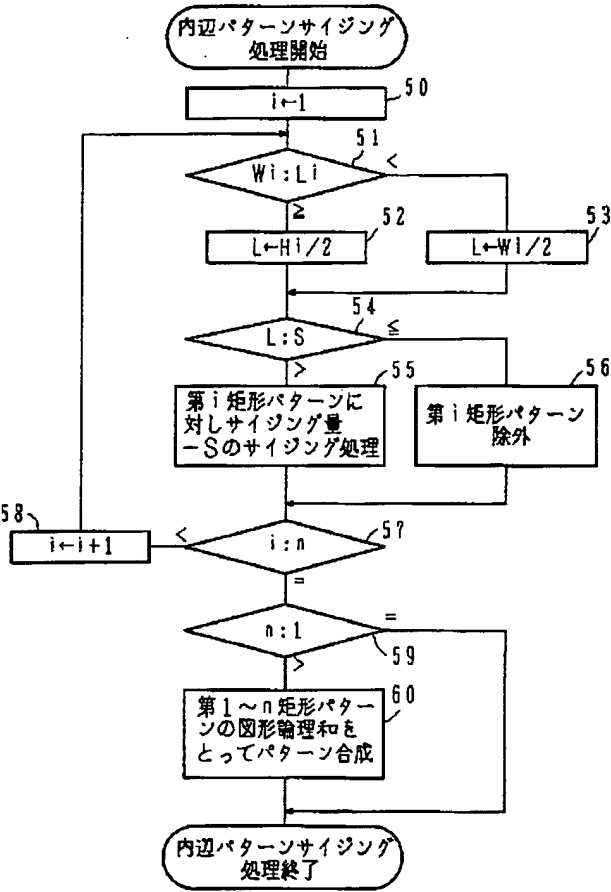 内辺パターンサイジング
処理開始
50
i←1
51
Wi:Li
<
≧
52
L←Hi/2
53
L←Wi/2
54
L:S
≦
>
55
第i矩形パターンに
対しサイジング量
−Sのサイジング処理
56
第i矩形パターン
除外
57
i:n
<
=
58
i←i+1
59
n:1
=
>
60
第1〜n矩形パター
ンの図形論理和を
とってパターン合成
内辺パターンサイジング
処理終了